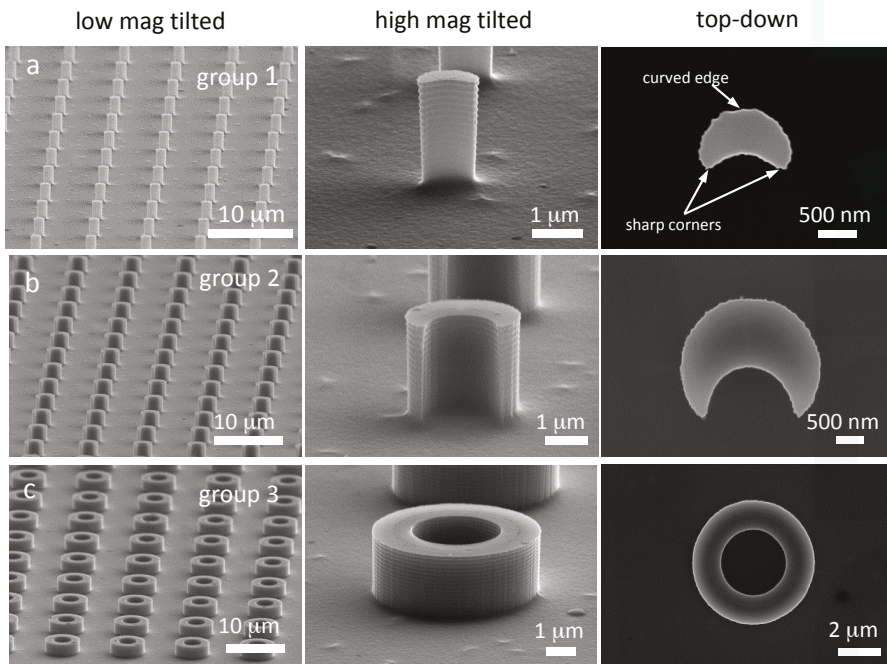 low mag tilted
high mag tilted
top-down
a
group 1
10 μm
1 μm
curved edge
sharp corners
500 nm
b
group 2
10 μm
1 μm
500 nm
c
group 3
10 μm
1 μm
2 μm